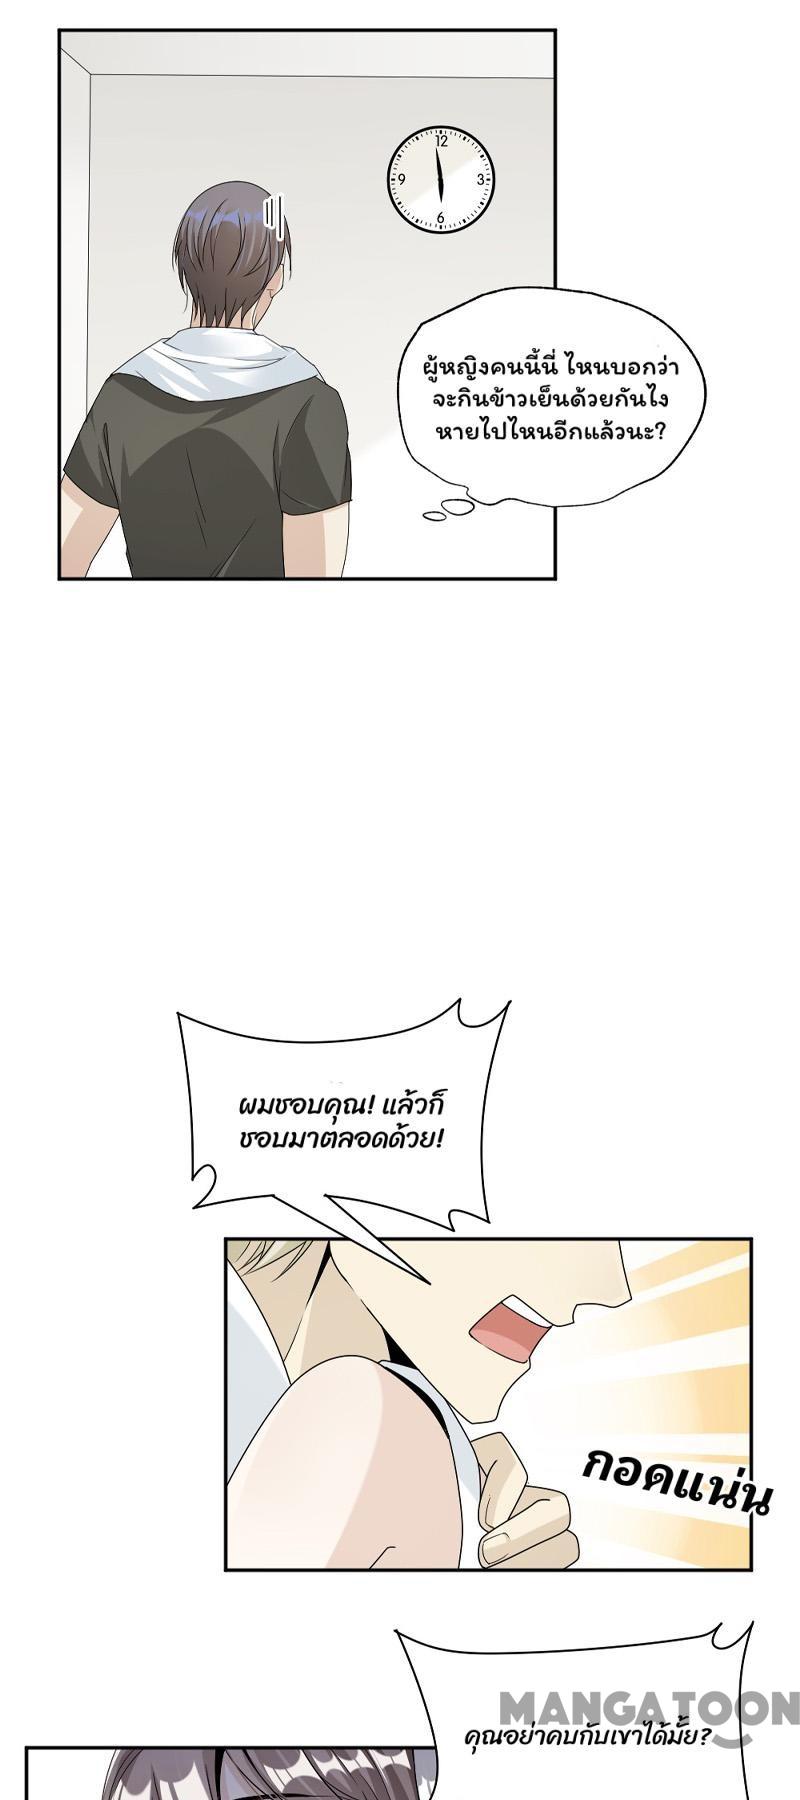 12
9 3
6
ผู้หญิงคนนี้นี่ ไหนบอกว่า
จะกินข้าวเย็นด้วยกันไง
หายไปไหนอีกแล้วนะ?
ผมชอบคุณ! แล้วก็
ชอบมาตลอดด้วย!
กอดแน่น
MANGATOON
คุณอย่าคบกับเขาได้มั้ย?